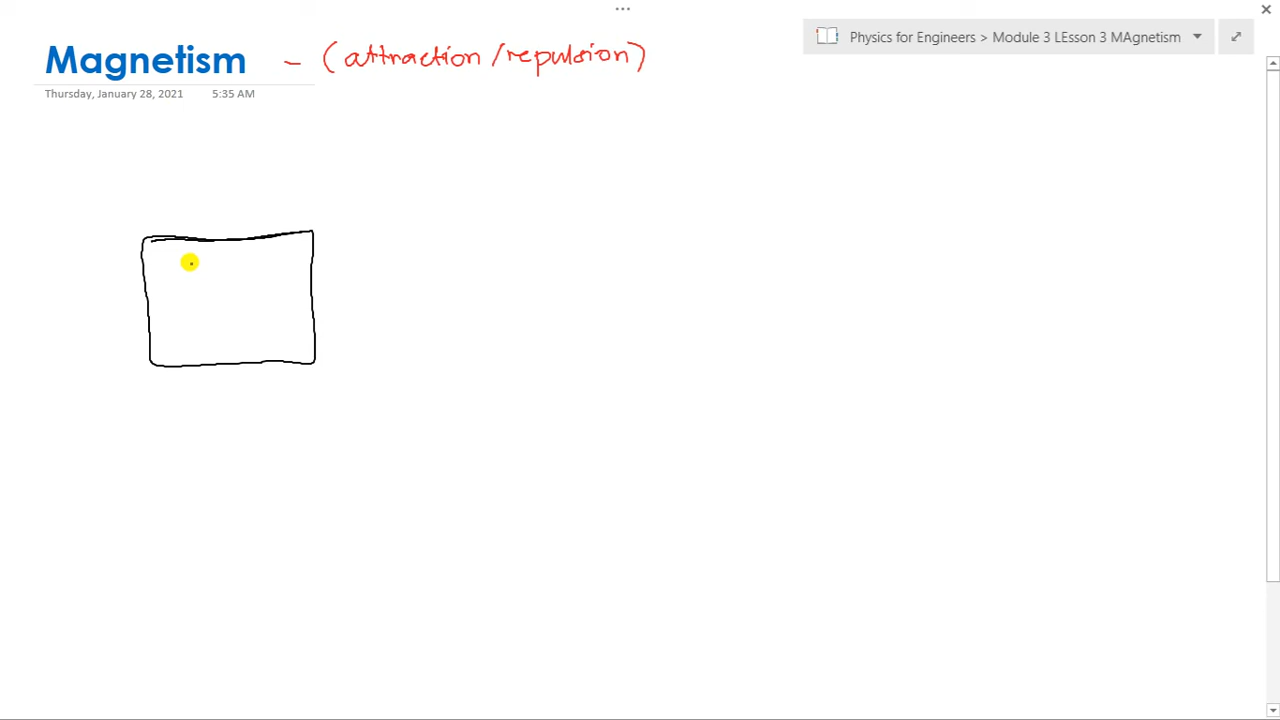 Magnetism - (attraction/repulsion)
Thursday, January 28, 2021 5:35 AM
Physics for Engineers > Module 3 LEsson 3 MAgnetism